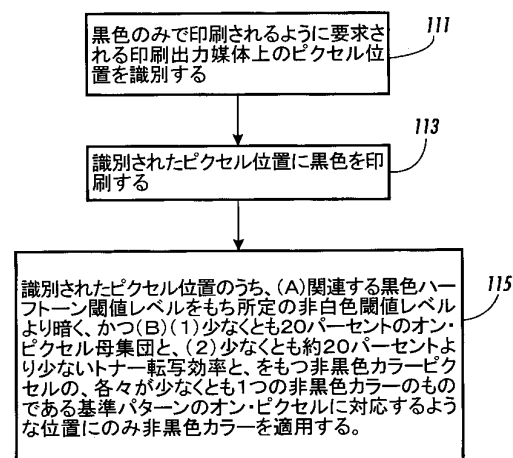 黒色のみで印刷されるように要求
される印刷出力媒体上のピクセル位
置を識別する
111
識別されたピクセル位置に黒色を印
刷する
113
識別されたピクセル位置のうち、(A)関連する黒色ハー
フトーン閾値レベルをもち所定の非白色閾値レベル
より暗く、かつ(B)(1)少なくとも20パーセントのオン・
ピクセル母集団と、(2)少なくとも約20パーセントよ
り少ないトナー転写効率と、をもつ非黒色カラーピク
セルの、各々が少なくとも1つの非黒色カラーのもの
である基準パターンのオン・ピクセルに対応するよう
な位置にのみ非黒色カラーを適用する。
115